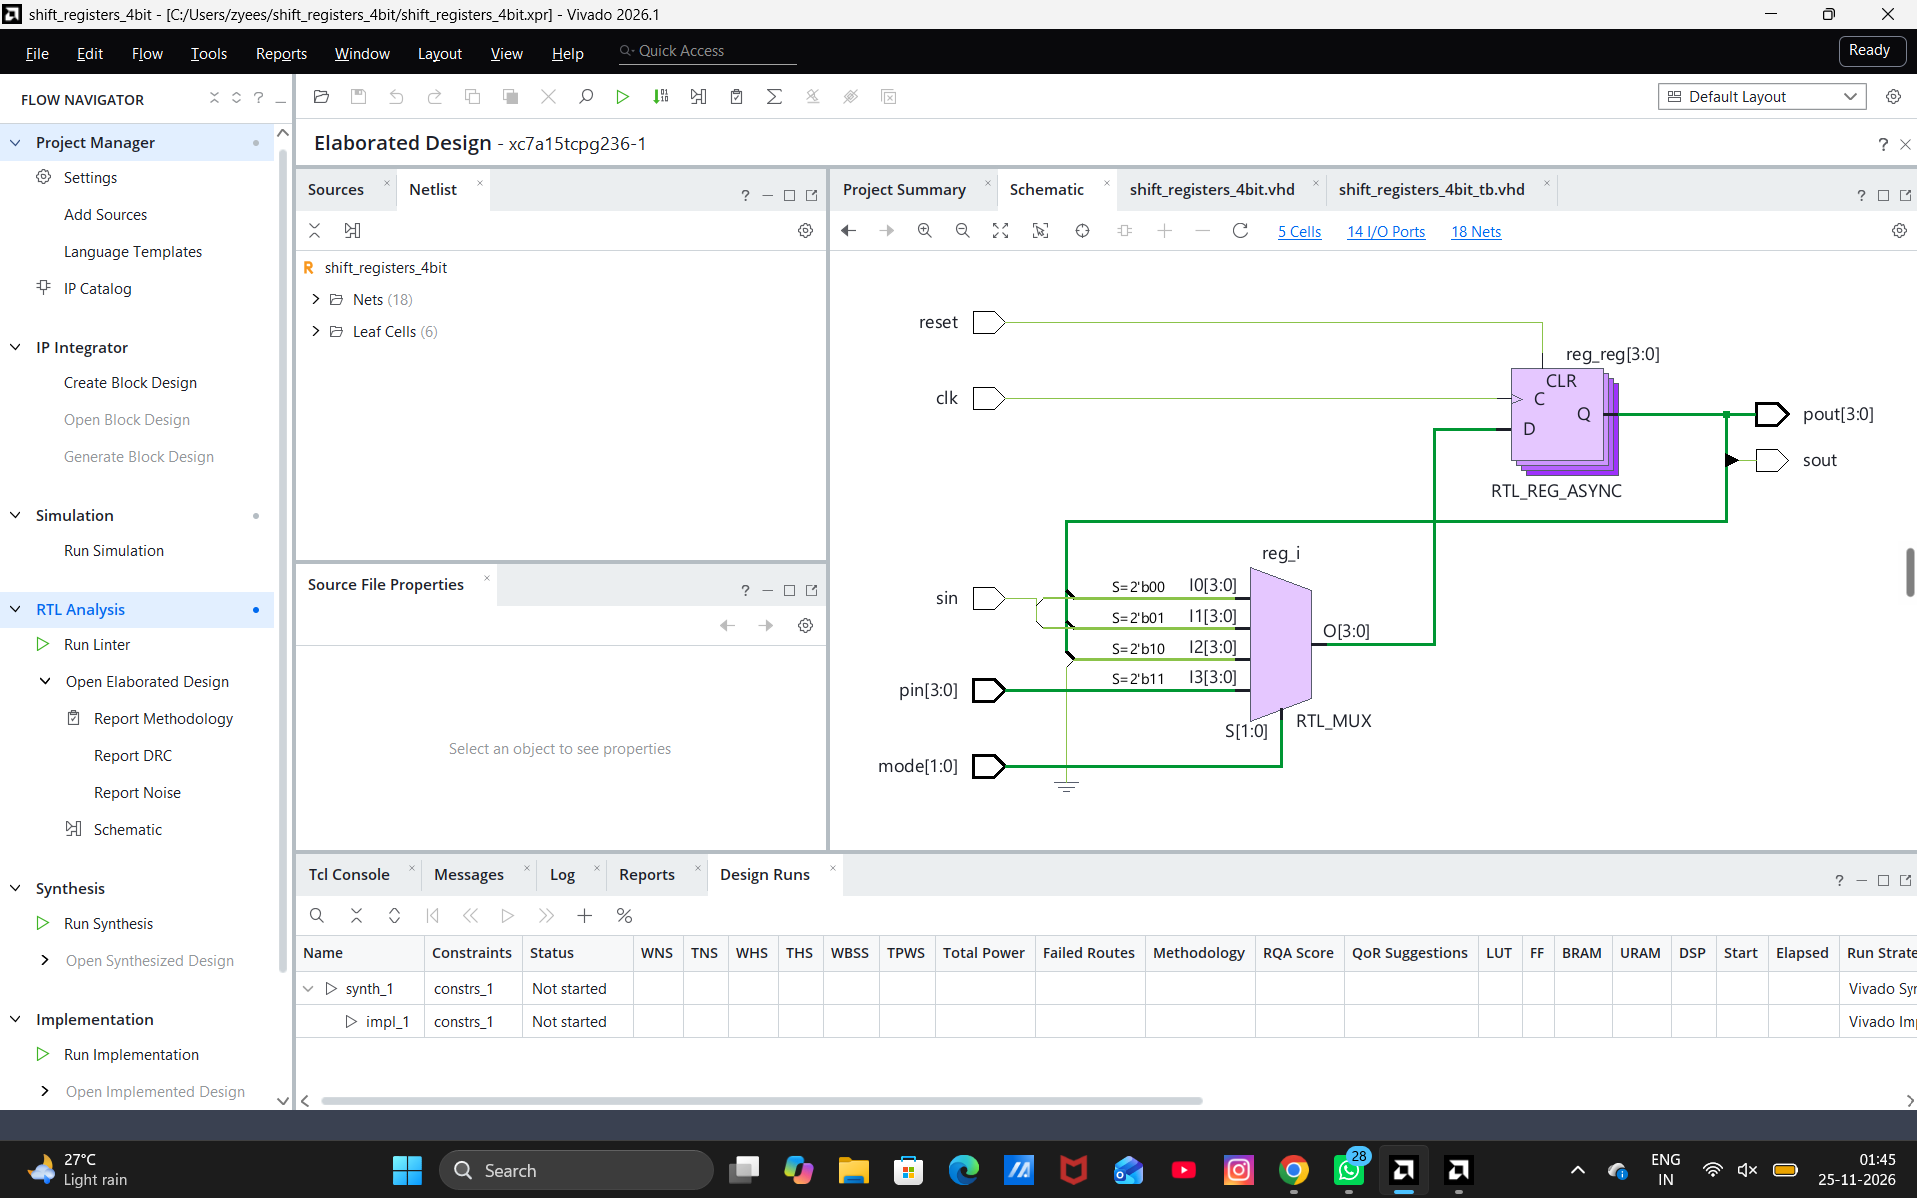 shift_registers_4bit - [C:/Users/zyees/shift_registers_4bit/shift_registers_4bit.xpr] - Vivado 2026.1
File Edit Flow Tools Reports Window Layout View Help Quick Access Ready
FLOW NAVIGATOR
Default Layout
Project Manager
Settings
Add Sources
Language Templates
IP Catalog
IP Integrator
Create Block Design
Open Block Design
Generate Block Design
Simulation
Run Simulation
RTL Analysis
Run Linter
Open Elaborated Design
Report Methodology
Report DRC
Report Noise
Schematic
Synthesis
Run Synthesis
Open Synthesized Design
Implementation
Run Implementation
Open Implemented Design
Elaborated Design - xc7a15tcpg236-1
Sources Netlist
R shift_registers_4bit
Nets (18)
Leaf Cells (6)
Source File Properties
Select an object to see properties
Project Summary Schematic shift_registers_4bit.vhd shift_registers_4bit_tb.vhd
5 Cells 14 I/O Ports 18 Nets
reset
reg_reg[3:0]
CLR
clk
C
Q
pout[3:0]
D
sout
RTL_REG_ASYNC
reg_i
sin
S=2'b00 I0[3:0]
S=2'b01 I1[3:0]
S=2'b10 I2[3:0]
O[3:0]
S=2'b11 I3[3:0]
pin[3:0]
RTL_MUX
S[1:0]
mode[1:0]
Tcl Console Messages Log Reports Design Runs
Name Constraints Status WNS TNS WHS THS WBSS TPWS Total Power Failed Routes Methodology RQA Score QoR Suggestions LUT FF BRAM URAM DSP Start Elapsed Run Strate
synth_1 constrs_1 Not started Vivado Syn
impl_1 constrs_1 Not started Vivado Imp
27°C
Light rain
Search
28
ENG
IN
01:45
25-11-2026